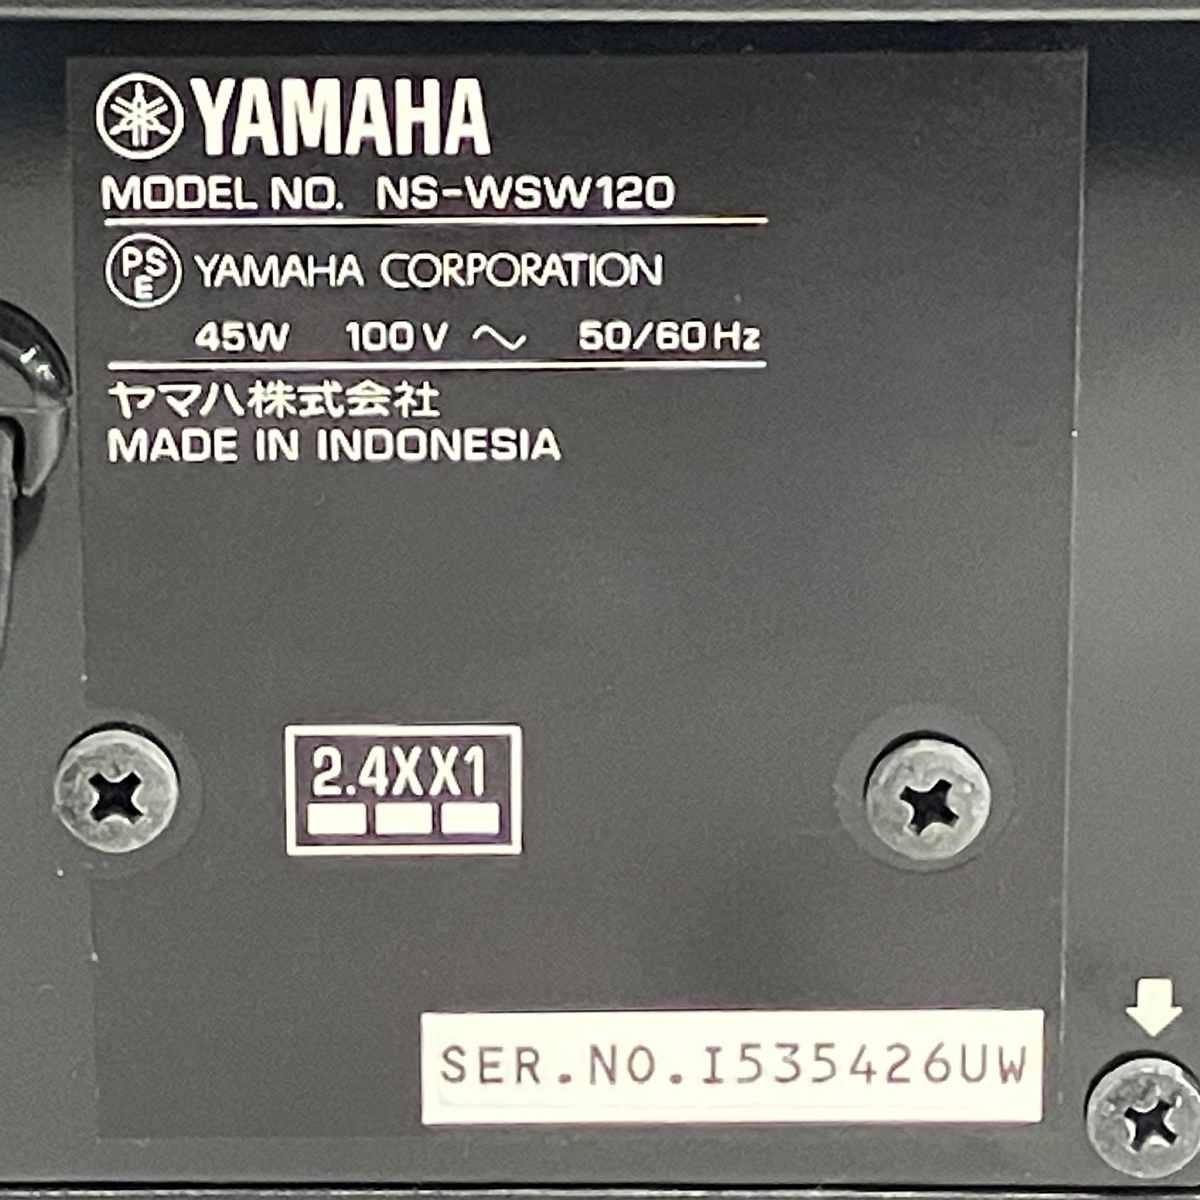 YAMAHA
MODEL NO. NS-WSW120
PSE YAMAHA CORPORATION
45W 100V ~ 50/60Hz
ヤマハ株式会社
MADE IN INDONESIA
2.4XX1
SER.NO.I535426UW